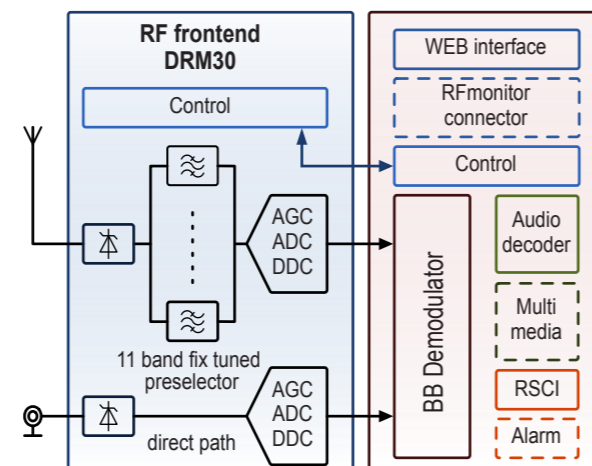 RF frontend
DRM30
Control
AGC
ADC
DDC
11 band fix tuned
preselector
AGC
ADC
DDC
direct path
WEB interface
RFmonitor
connector
Control
BB Demodulator
Audio
decoder
Multi
media
RSCI
Alarm